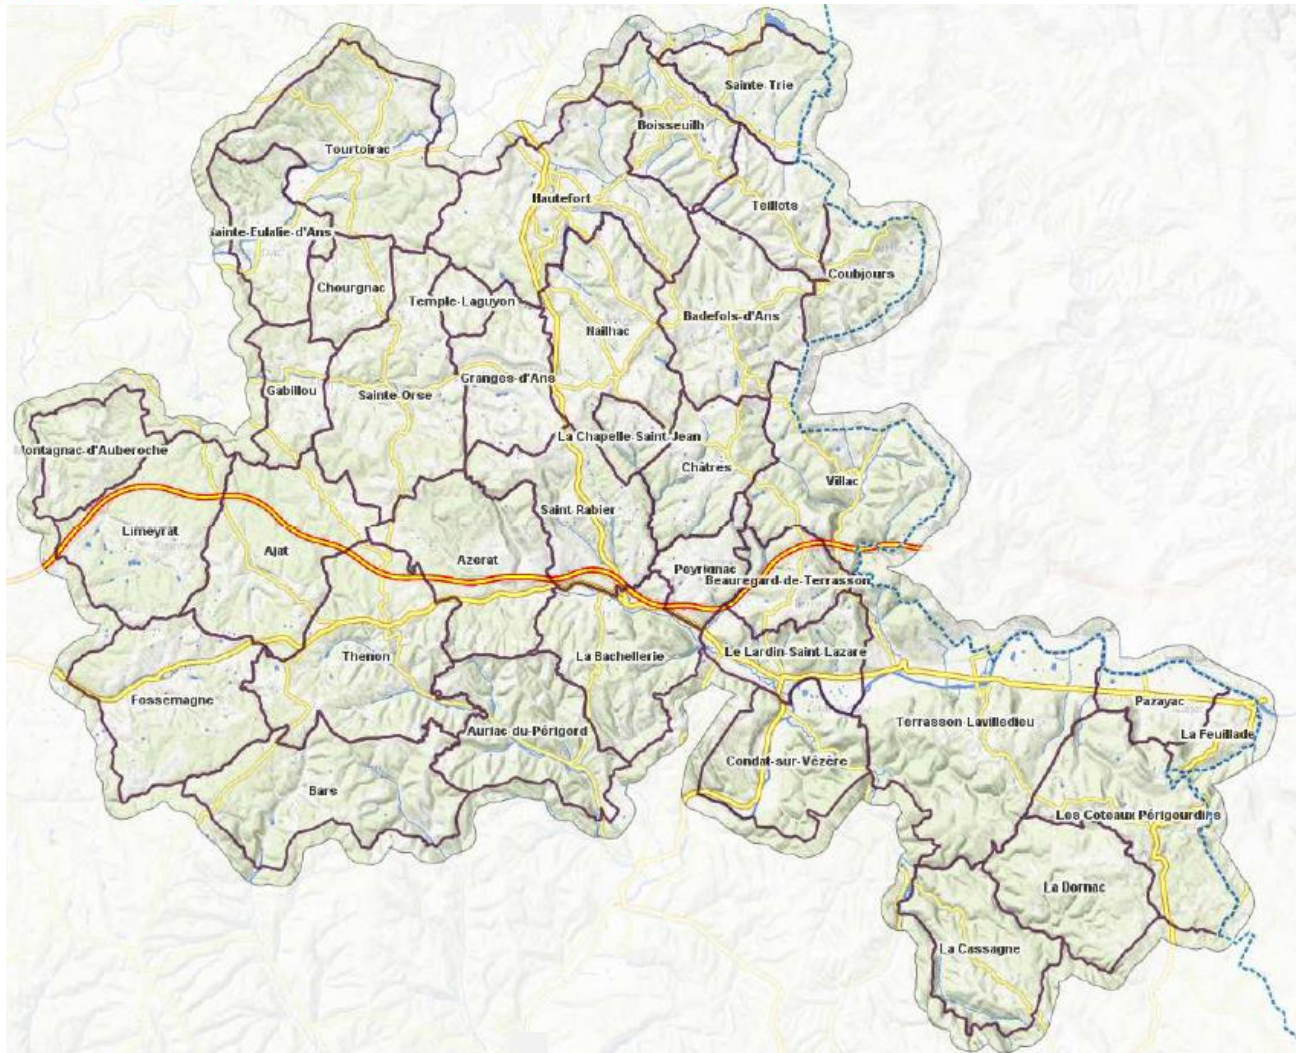 Sainte-Trie
Boisseuilh
Tourtoirac
Hautefort
Teillots
Sainte-Eulalie-d'Ans
Coubjours
Chourgnac
Temple-Laguyon
Badefols-d'Ans
Nailhac
Granges-d'Ans
Gabillou
Sainte-Orse
La Chapelle-Saint-Jean
Montagnac-d'Auberoche
Châtres
Villac
Saint-Rabier
Limeyrat
Ajat
Azerat
Peyrignac
Beauregard-de-Terrasson
Le Lardin-Saint-Lazare
Thenon
La Bachellerie
Fossemagne
Pazayac
Terrasson-Lavilledieu
Auriac-du-Périgord
La Feuillade
Condat-sur-Vézère
Bars
Les Coteaux Périgourdins
La Dornac
La Cassagne